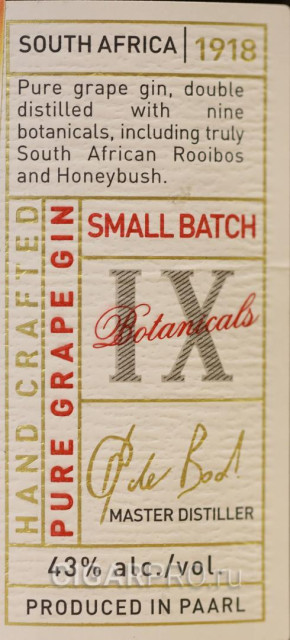 SOUTH AFRICA 1918
Pure grape gin, double
distilled with nine
botanicals, including truly
South African Rooibos
and Honeybush.
HAND CRAFTED
PURE GRAPE GIN
SMALL BATCH
IX
Botanicals
MASTER DISTILLER
43% alc./vol.
CIGARPRO.ru
PRODUCED IN PAARL